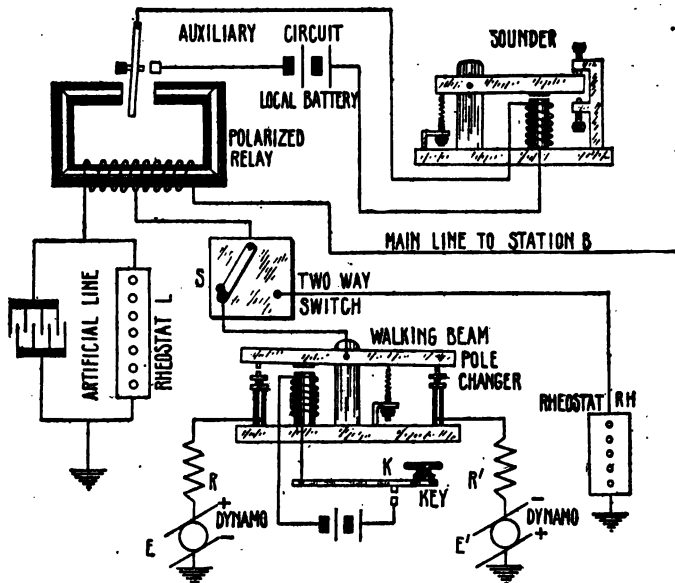 AUXILIARY CIRCUIT
SOUNDER
LOCAL BATTERY
POLARIZED
RELAY
MAIN LINE TO STATION B
S
TWO WAY
SWITCH
ARTIFICIAL LINE
RHEOSTAT L
WALKING BEAM
POLE
CHANGER
RHEOSTAT RH
K
KEY
R
R'
+
DYNAMO
-
E
-
DYNAMO
+
E'